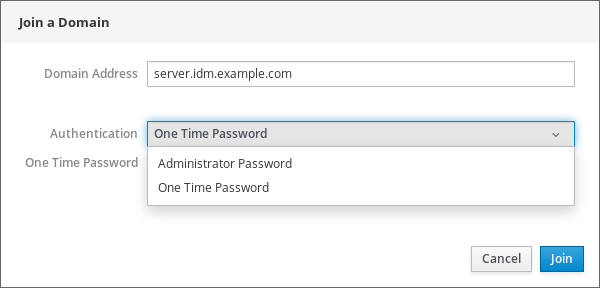 Join a Domain
Domain Address server.idm.example.com
Authentication One Time Password
One Time Password Administrator Password
One Time Password
Cancel Join